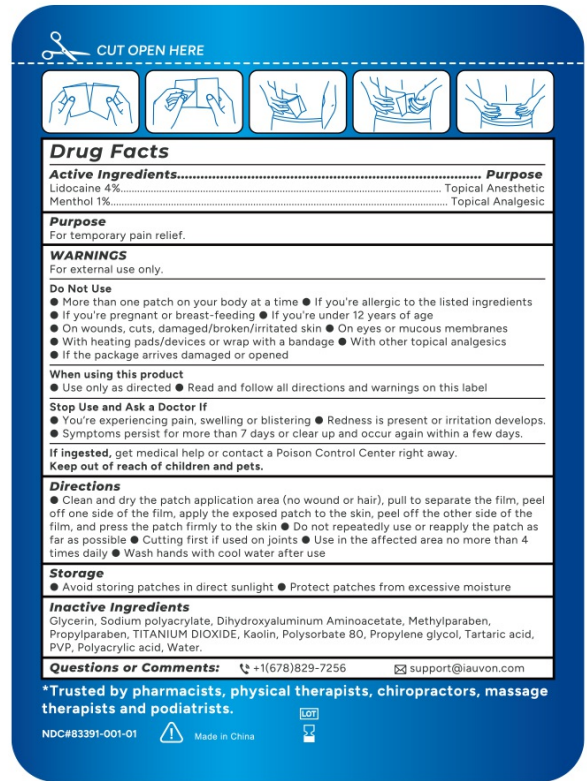 CUT OPEN HERE
Drug Facts
Active Ingredients.......................................................................... Purpose
Lidocaine 4%.......................................................................................... Topical Anesthetic
Menthol 1%............................................................................................. Topical Analgesic
Purpose
For temporary pain relief.
WARNINGS
For external use only.
Do Not Use
● More than one patch on your body at a time ● If you're allergic to the listed ingredients
● If you're pregnant or breast-feeding ● If you're under 12 years of age
● On wounds, cuts, damaged/broken/irritated skin ● On eyes or mucous membranes
● With heating pads/devices or wrap with a bandage ● With other topical analgesics
● If the package arrives damaged or opened
When using this product
● Use only as directed ● Read and follow all directions and warnings on this label
Stop Use and Ask a Doctor If
● You're experiencing pain, swelling or blistering ● Redness is present or irritation develops.
● Symptoms persist for more than 7 days or clear up and occur again within a few days.
If ingested, get medical help or contact a Poison Control Center right away.
Keep out of reach of children and pets.
Directions
● Clean and dry the patch application area (no wound or hair), pull to separate the film, peel
off one side of the film, apply the exposed patch to the skin, peel off the other side of the
film, and press the patch firmly to the skin ● Do not repeatedly use or reapply the patch as
far as possible ● Cutting first if used on joints ● Use in the affected area no more than 4
times daily ● Wash hands with cool water after use
Storage
● Avoid storing patches in direct sunlight ● Protect patches from excessive moisture
Inactive Ingredients
Glycerin, Sodium polyacrylate, Dihydroxyaluminum Aminoacetate, Methylparaben,
Propylparaben, TITANIUM DIOXIDE, Kaolin, Polysorbate 80, Propylene glycol, Tartaric acid,
PVP, Polyacrylic acid, Water.
Questions or Comments: +1(678)829-7256 support@iauvon.com
*Trusted by pharmacists, physical therapists, chiropractors, massage
therapists and podiatrists.
LOT
NDC#83391-001-01 Made in China